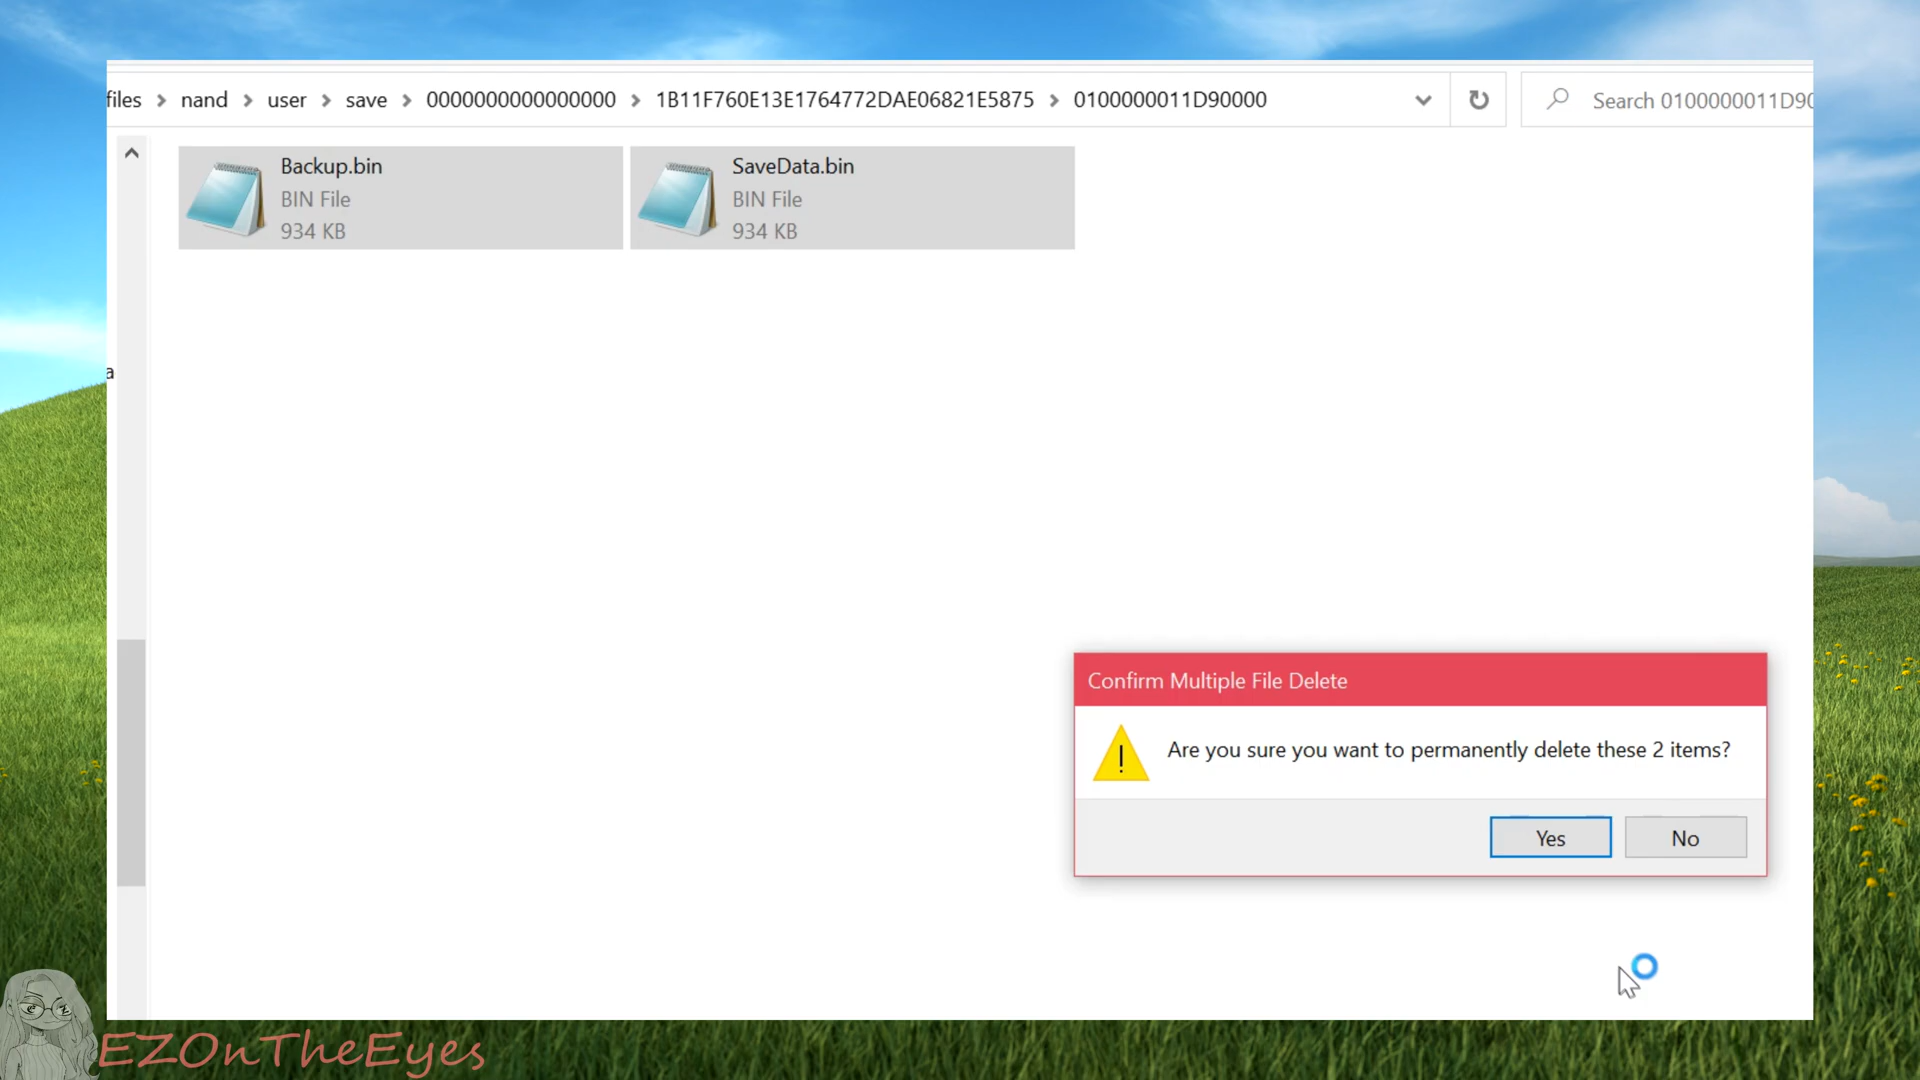 files > nand > user > save > 0000000000000000 > 1B11F760E13E1764772DAE06821E5875 > 0100000011D90000
Search 0100000011D90
a
Backup.bin
BIN File
934 KB
SaveData.bin
BIN File
934 KB
Confirm Multiple File Delete
Are you sure you want to permanently delete these 2 items?
Yes
No
EZOnTheEyes